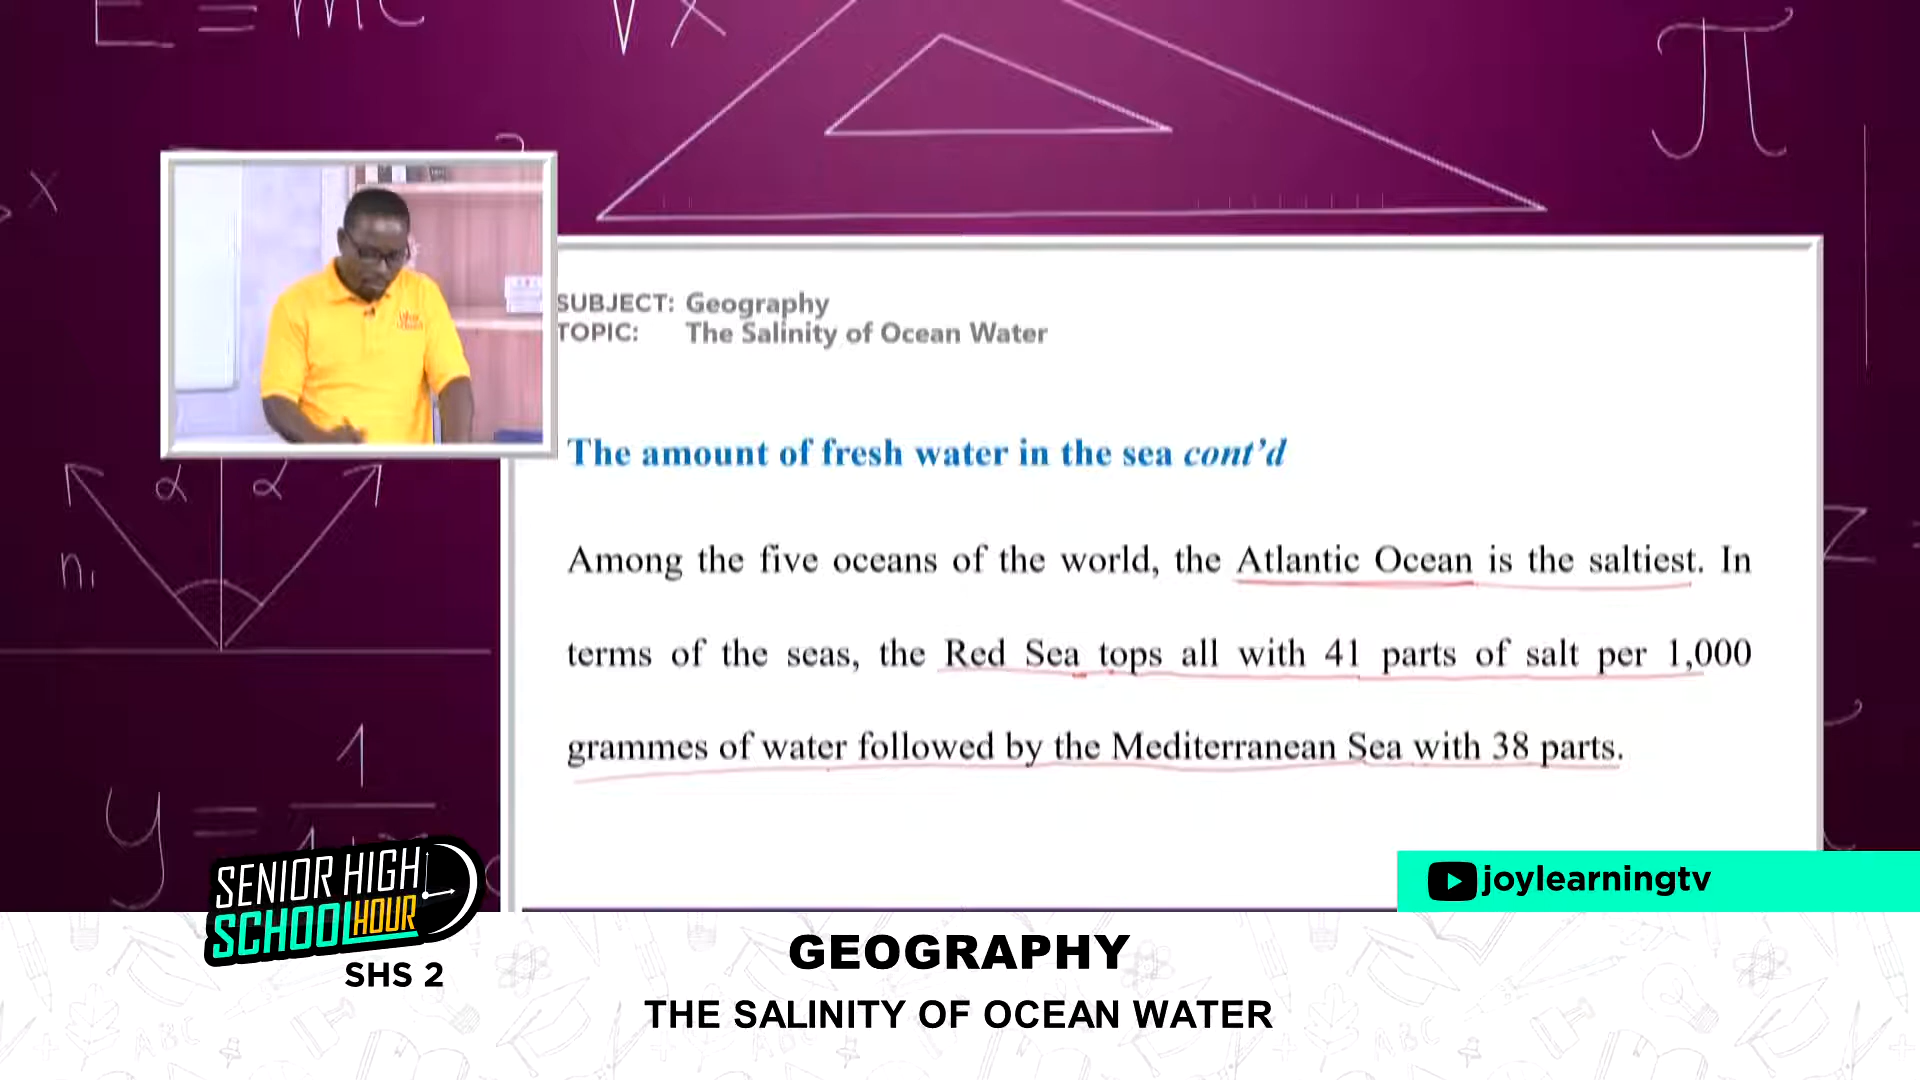 E = mc
√x
π
x
SUBJECT: Geography
TOPIC: The Salinity of Ocean Water
The amount of fresh water in the sea cont’d
Among the five oceans of the world, the Atlantic Ocean is the saltiest. In
terms of the seas, the Red Sea tops all with 41 parts of salt per 1,000
grammes of water followed by the Mediterranean Sea with 38 parts.
α α
n₁
z =
y = 1
SENIOR HIGH
SCHOOL HOUR
SHS 2
joylearningtv
GEOGRAPHY
THE SALINITY OF OCEAN WATER